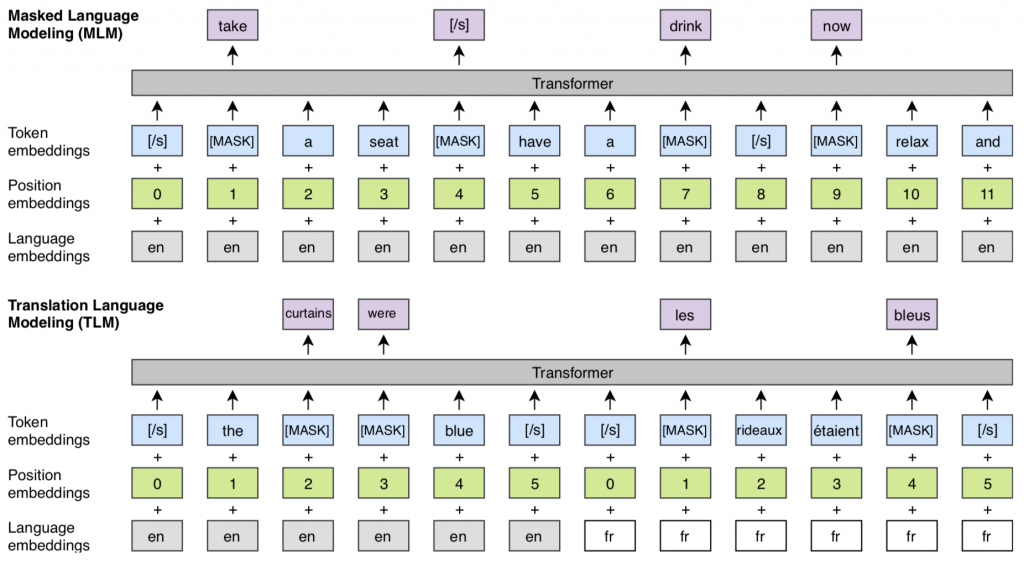 Masked Language
Modeling (MLM)
take [/s] drink now
Transformer
Token
embeddings
[/s] [MASK] a seat [MASK] have a [MASK] [/s] [MASK] relax and
+ + + + + + + + + + + +
Position
embeddings
0 1 2 3 4 5 6 7 8 9 10 11
+ + + + + + + + + + + +
Language
embeddings
en en en en en en en en en en en en
Translation Language
Modeling (TLM)
curtains were les bleus
Transformer
Token
embeddings
[/s] the [MASK] [MASK] blue [/s] [/s] [MASK] rideaux étaient [MASK] [/s]
+ + + + + + + + + + + +
Position
embeddings
0 1 2 3 4 5 0 1 2 3 4 5
+ + + + + + + + + + + +
Language
embeddings
en en en en en en fr fr fr fr fr fr